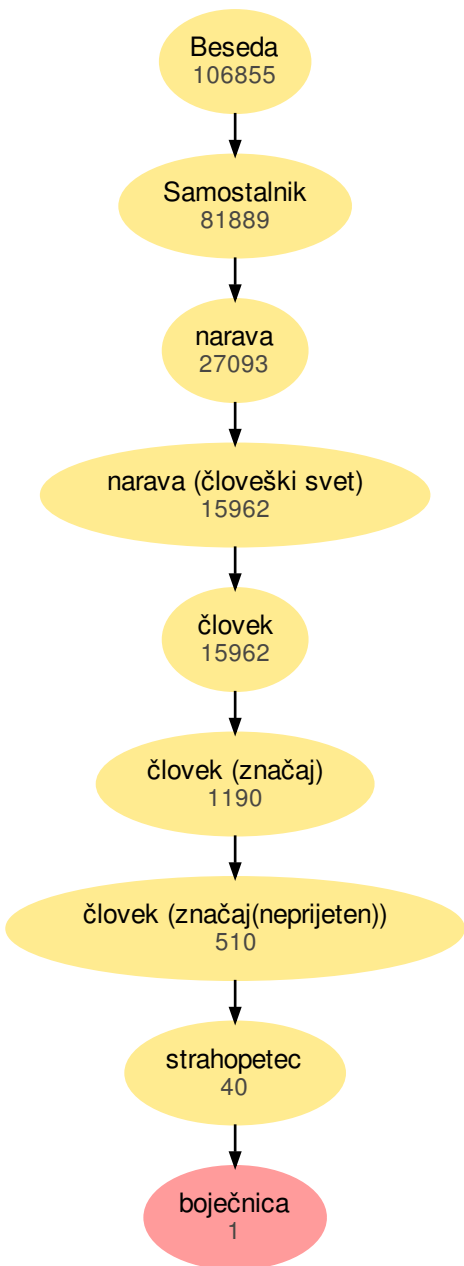 Beseda
106855
Samostalnik
81889
narava
27093
narava (človeški svet)
15962
človek
15962
človek (značaj)
1190
človek (značaj(neprijeten))
510
strahopetec
40
boječnica
1